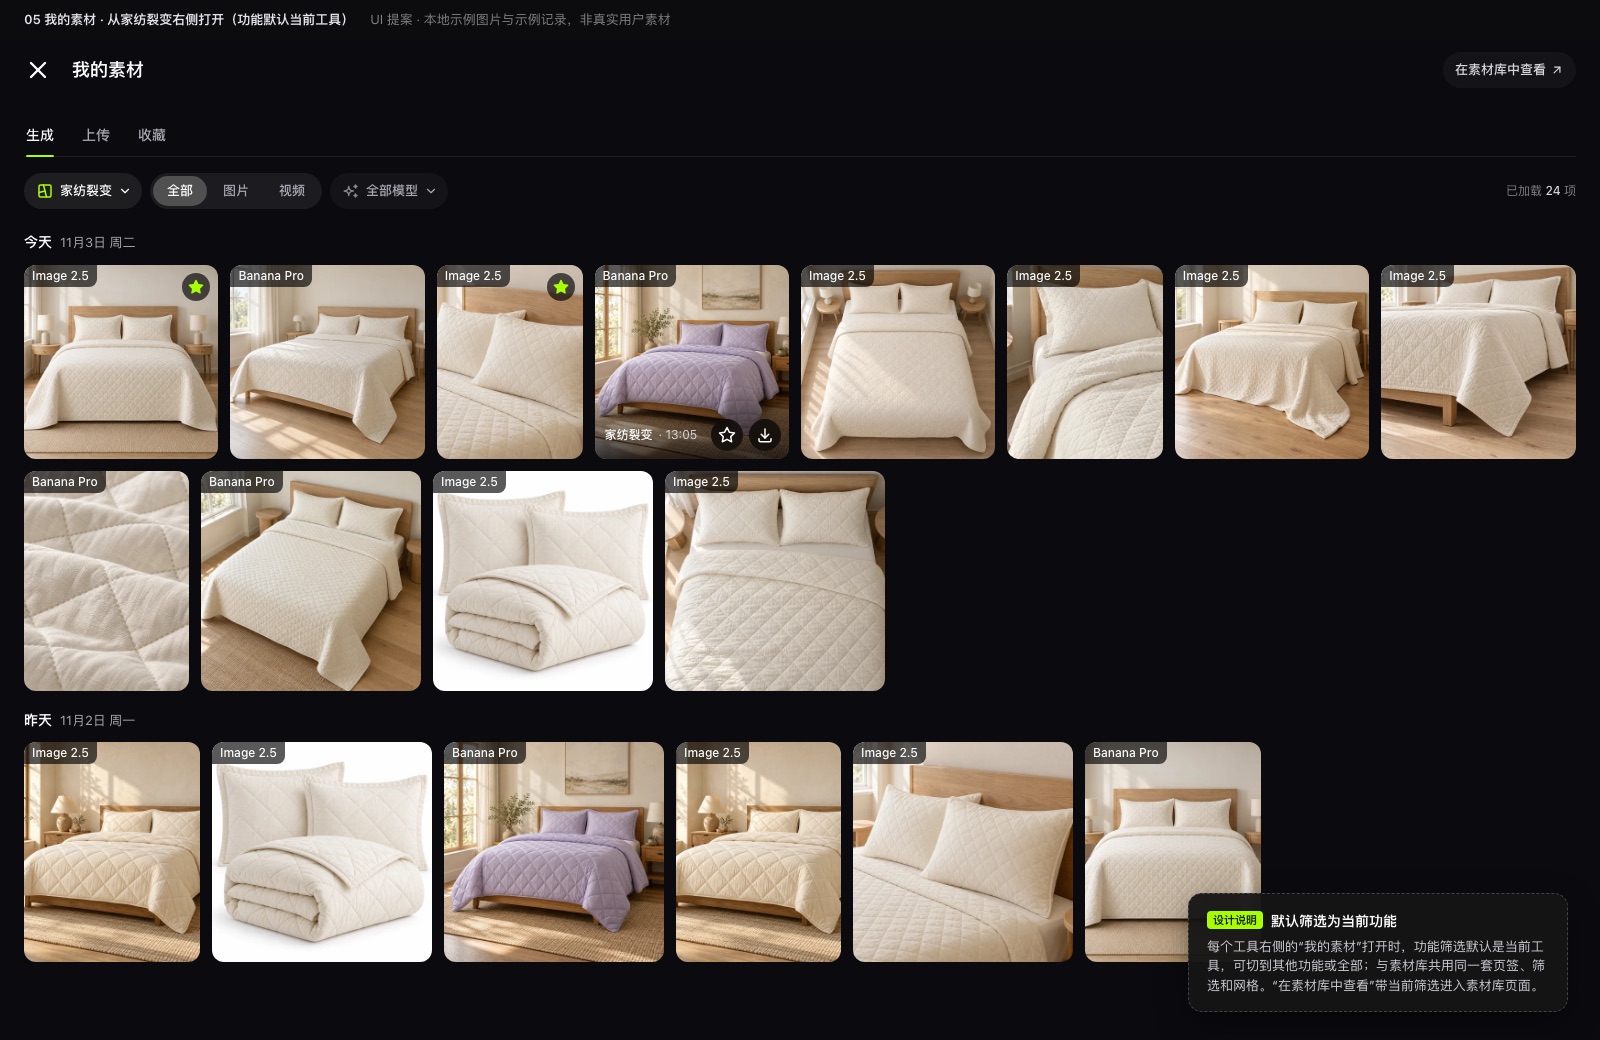 05 我的素材 · 从家纺裂变右侧打开（功能默认当前工具） UI 提案 · 本地示例图片与示例记录，非真实用户素材
我的素材
在素材库中查看
生成 上传 收藏
家纺裂变 全部 图片 视频 全部模型 已加载 24 项
今天 11月3日 周二
Image 2.5
Banana Pro
Image 2.5
Banana Pro
Image 2.5
Image 2.5
Image 2.5
Image 2.5
家纺裂变 · 13:05
Banana Pro
Banana Pro
Image 2.5
Image 2.5
昨天 11月2日 周一
Image 2.5
Image 2.5
Banana Pro
Image 2.5
Image 2.5
Banana Pro
设计说明 默认筛选为当前功能
每个工具右侧的“我的素材”打开时，功能筛选默认是当前工
具，可切到其他功能或全部；与素材库共用同一套页签、筛
选和网格。“在素材库中查看”带当前筛选进入素材库页面。